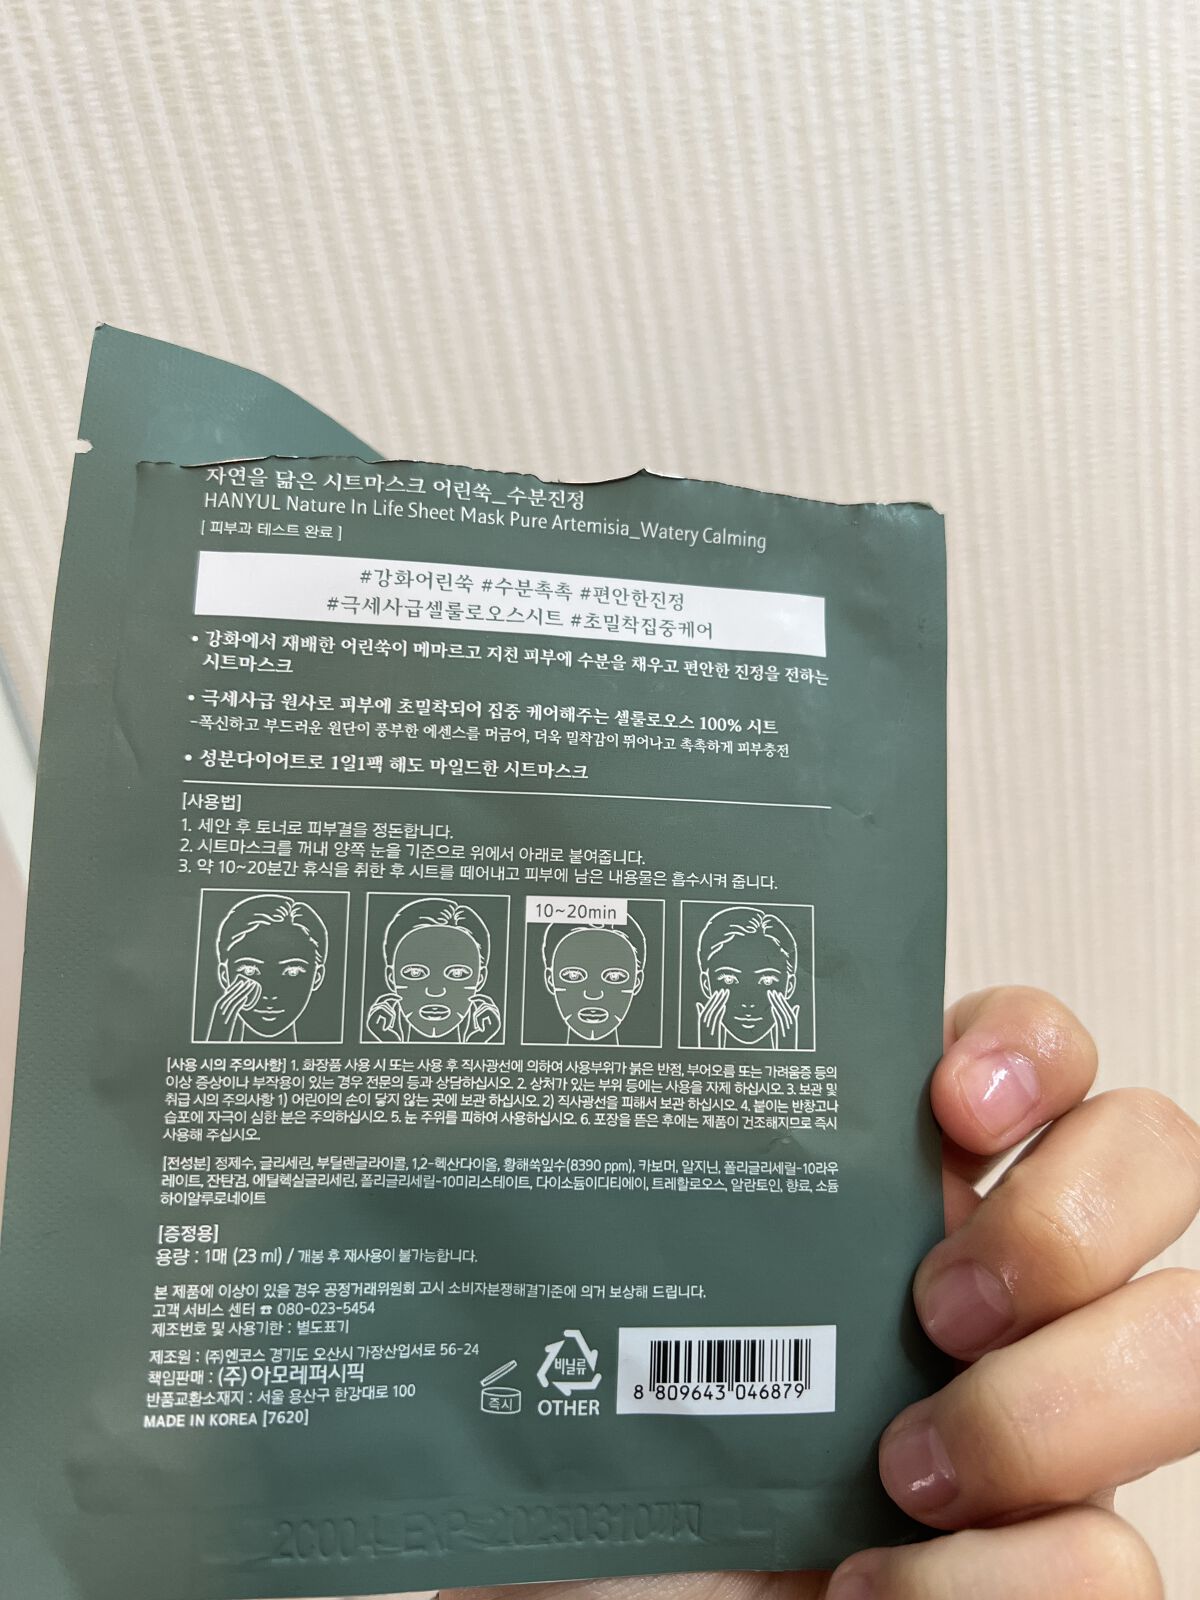 자연을 닮은 시트마스크 어린쑥_수분진정
HANYUL Nature In Life Sheet Mask Pure Artemisia_Watery Calming
[ 피부과 테스트 완료 ]
#강화어린쑥 #수분촉촉 #편안한진정
#극세사급셀룰로오스시트 #초밀착집중케어
• 강화에서 재배한 어린쑥이 메마르고 지친 피부에 수분을 채우고 편안한 진정을 전하는
시트마스크
• 극세사급 원사로 피부에 초밀착되어 집중 케어해주는 셀룰로오스 100% 시트
-폭신하고 부드러운 원단이 풍부한 에센스를 머금어, 더욱 밀착감이 뛰어나고 촉촉하게 피부충전
• 성분다이어트로 1일1팩 해도 마일드한 시트마스크
[사용법]
1. 세안 후 토너로 피부결을 정돈합니다.
2. 시트마스크를 꺼내 양쪽 눈을 기준으로 위에서 아래로 붙여줍니다.
3. 약 10~20분간 휴식을 취한 후 시트를 떼어내고 피부에 남은 내용물은 흡수시켜 줍니다.
10~20min
[사용 시의 주의사항] 1. 화장품 사용 시 또는 사용 후 직사광선에 의하여 사용부위가 붉은 반점, 부어오름 또는 가려움증 등의
이상 증상이나 부작용이 있는 경우 전문의 등과 상담하십시오. 2. 상처가 있는 부위 등에는 사용을 자제 하십시오. 3. 보관 및
취급 시의 주의사항 1) 어린이의 손이 닿지 않는 곳에 보관 하십시오. 2) 직사광선을 피해서 보관 하십시오. 4. 붙이는 반창고나
습포에 자극이 심한 분은 주의하십시오. 5. 눈 주위를 피하여 사용하십시오. 6. 포장을 뜯은 후에는 제품이 건조해지므로 즉시
사용해 주십시오.
[전성분] 정제수, 글리세린, 부틸렌글라이콜, 1,2-헥산다이올, 황해쑥잎수(8390 ppm), 카보머, 알지닌, 폴리글리세릴-10라우
레이트, 잔탄검, 에틸헥실글리세린, 폴리글리세릴-10미리스테이트, 다이소듐이디티에이, 트레할로오스, 알란토인, 향료, 소듐
하이알루로네이트
[증정용]
용량 : 1매 (23 ml) / 개봉 후 재사용이 불가능합니다.
본 제품에 이상이 있을 경우 공정거래위원회 고시 소비자분쟁해결기준에 의거 보상해 드립니다.
고객 서비스 센터 ☎ 080-023-5454
제조번호 및 사용기한 : 별도표기
제조원 : (주)엔코스 경기도 오산시 가장산업서로 56-24
책임판매 : (주)아모레퍼시픽
반품교환소재지 : 서울 용산구 한강대로 100
MADE IN KOREA [7620]
즉시
비닐류
OTHER
8 809643 046879
EXP 20250310까지